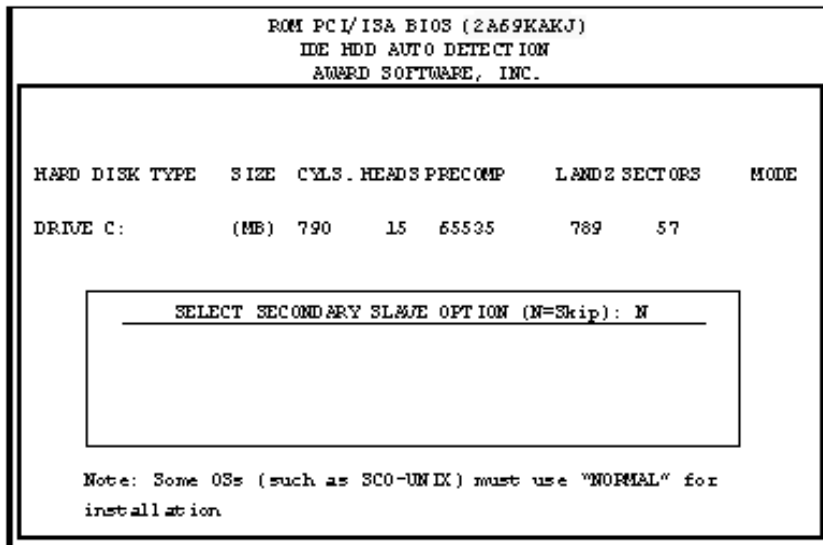 ROM PCI/ISA BIOS (2A69KAKJ)
IDE HDD AUTO DETECTION
AWARD SOFTWARE, INC.
HARD DISK TYPE SIZE CYLS. HEADS PRECOMP LANDZ SECTORS MODE
DRIVE C: (MB) 790 15 65535 789 57
SELECT SECONDARY SLAVE OPTION (N=Skip): N
Note: Some OSs (such as SCO-UNIX) must use "NORMAL" for
installation